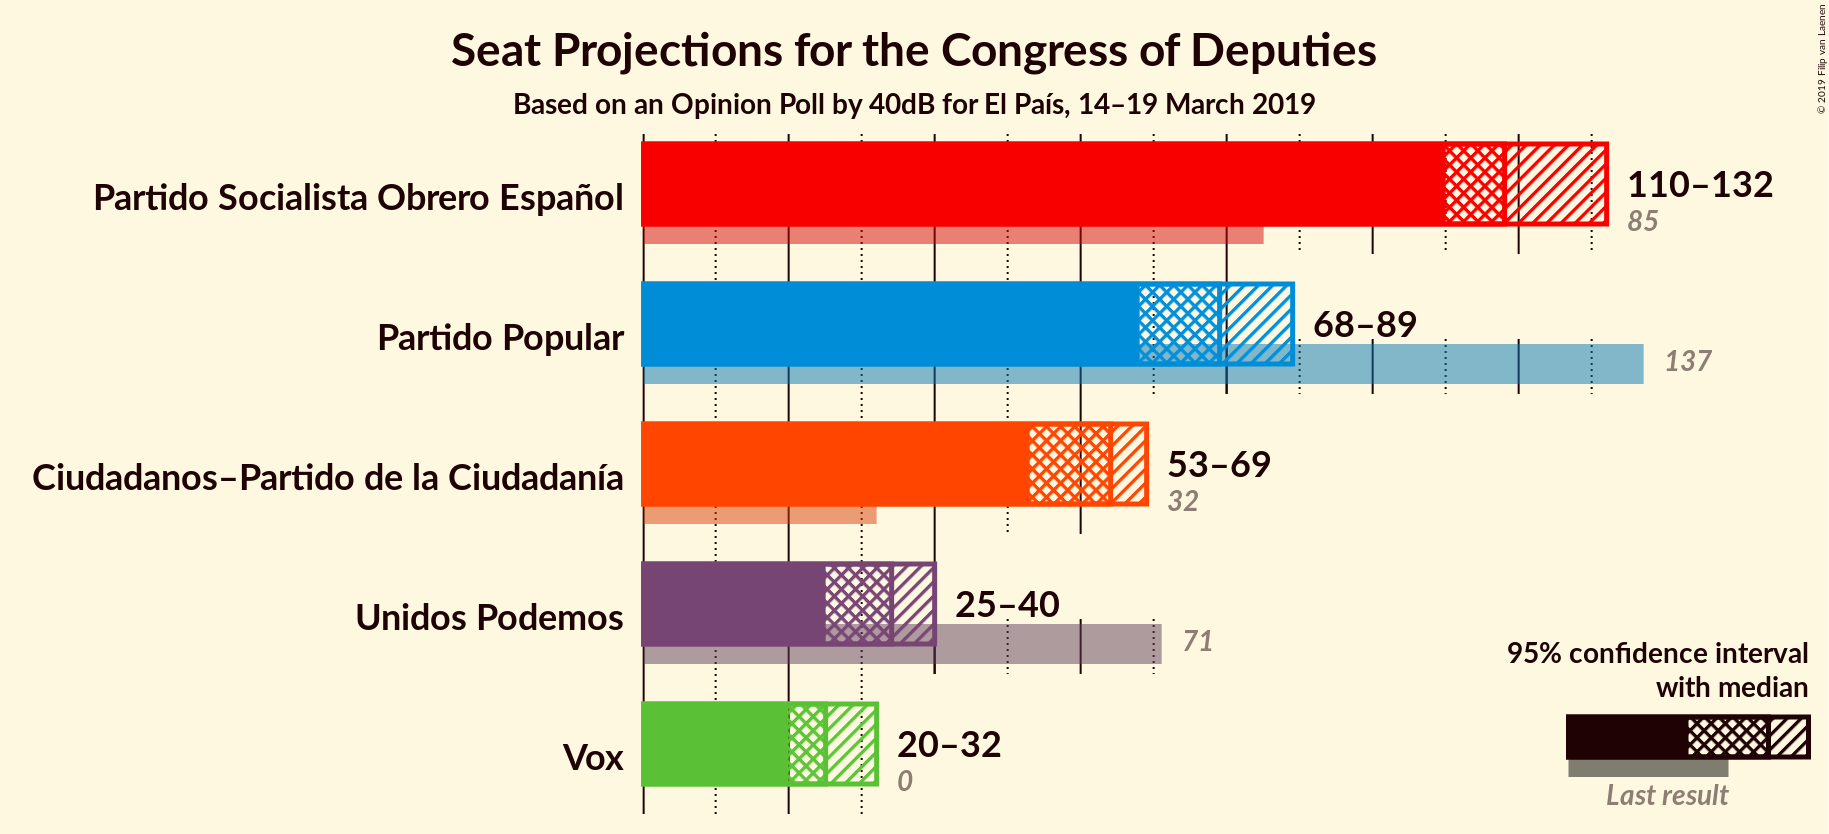 Seat Projections for the Congress of Deputies
Based on an Opinion Poll by 40dB for El País, 14–19 March 2019
© 2019 Filip van Laenen
Partido Socialista Obrero Español
110–132
85
Partido Popular
68–89
137
Ciudadanos–Partido de la Ciudadanía
53–69
32
Unidos Podemos
25–40
71
Vox
20–32
0
95% confidence interval
with median
Last result